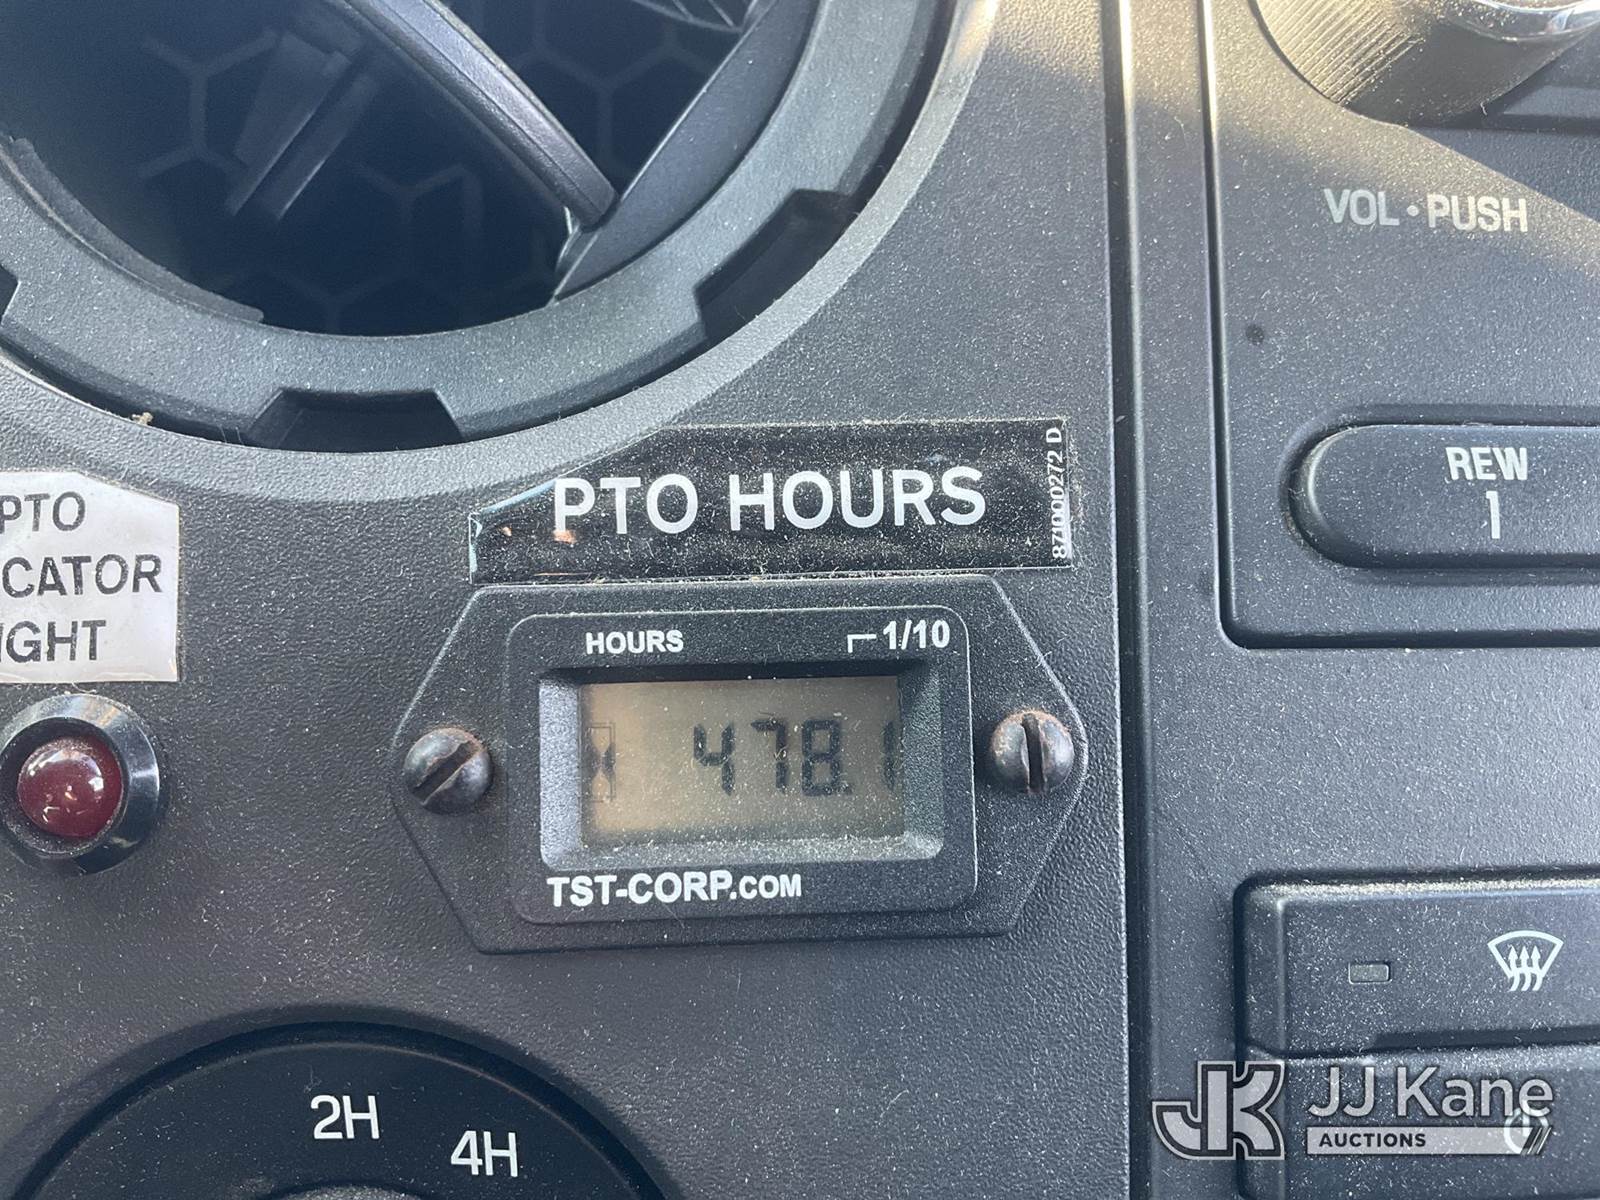 VOL • PUSH
REW
1
PTO HOURS
8710000272 D
PTO
CATOR
IGHT
HOURS
1/10
478.1
TST-CORP.COM
2H
4H
JK
JJ Kane
AUCTIONS